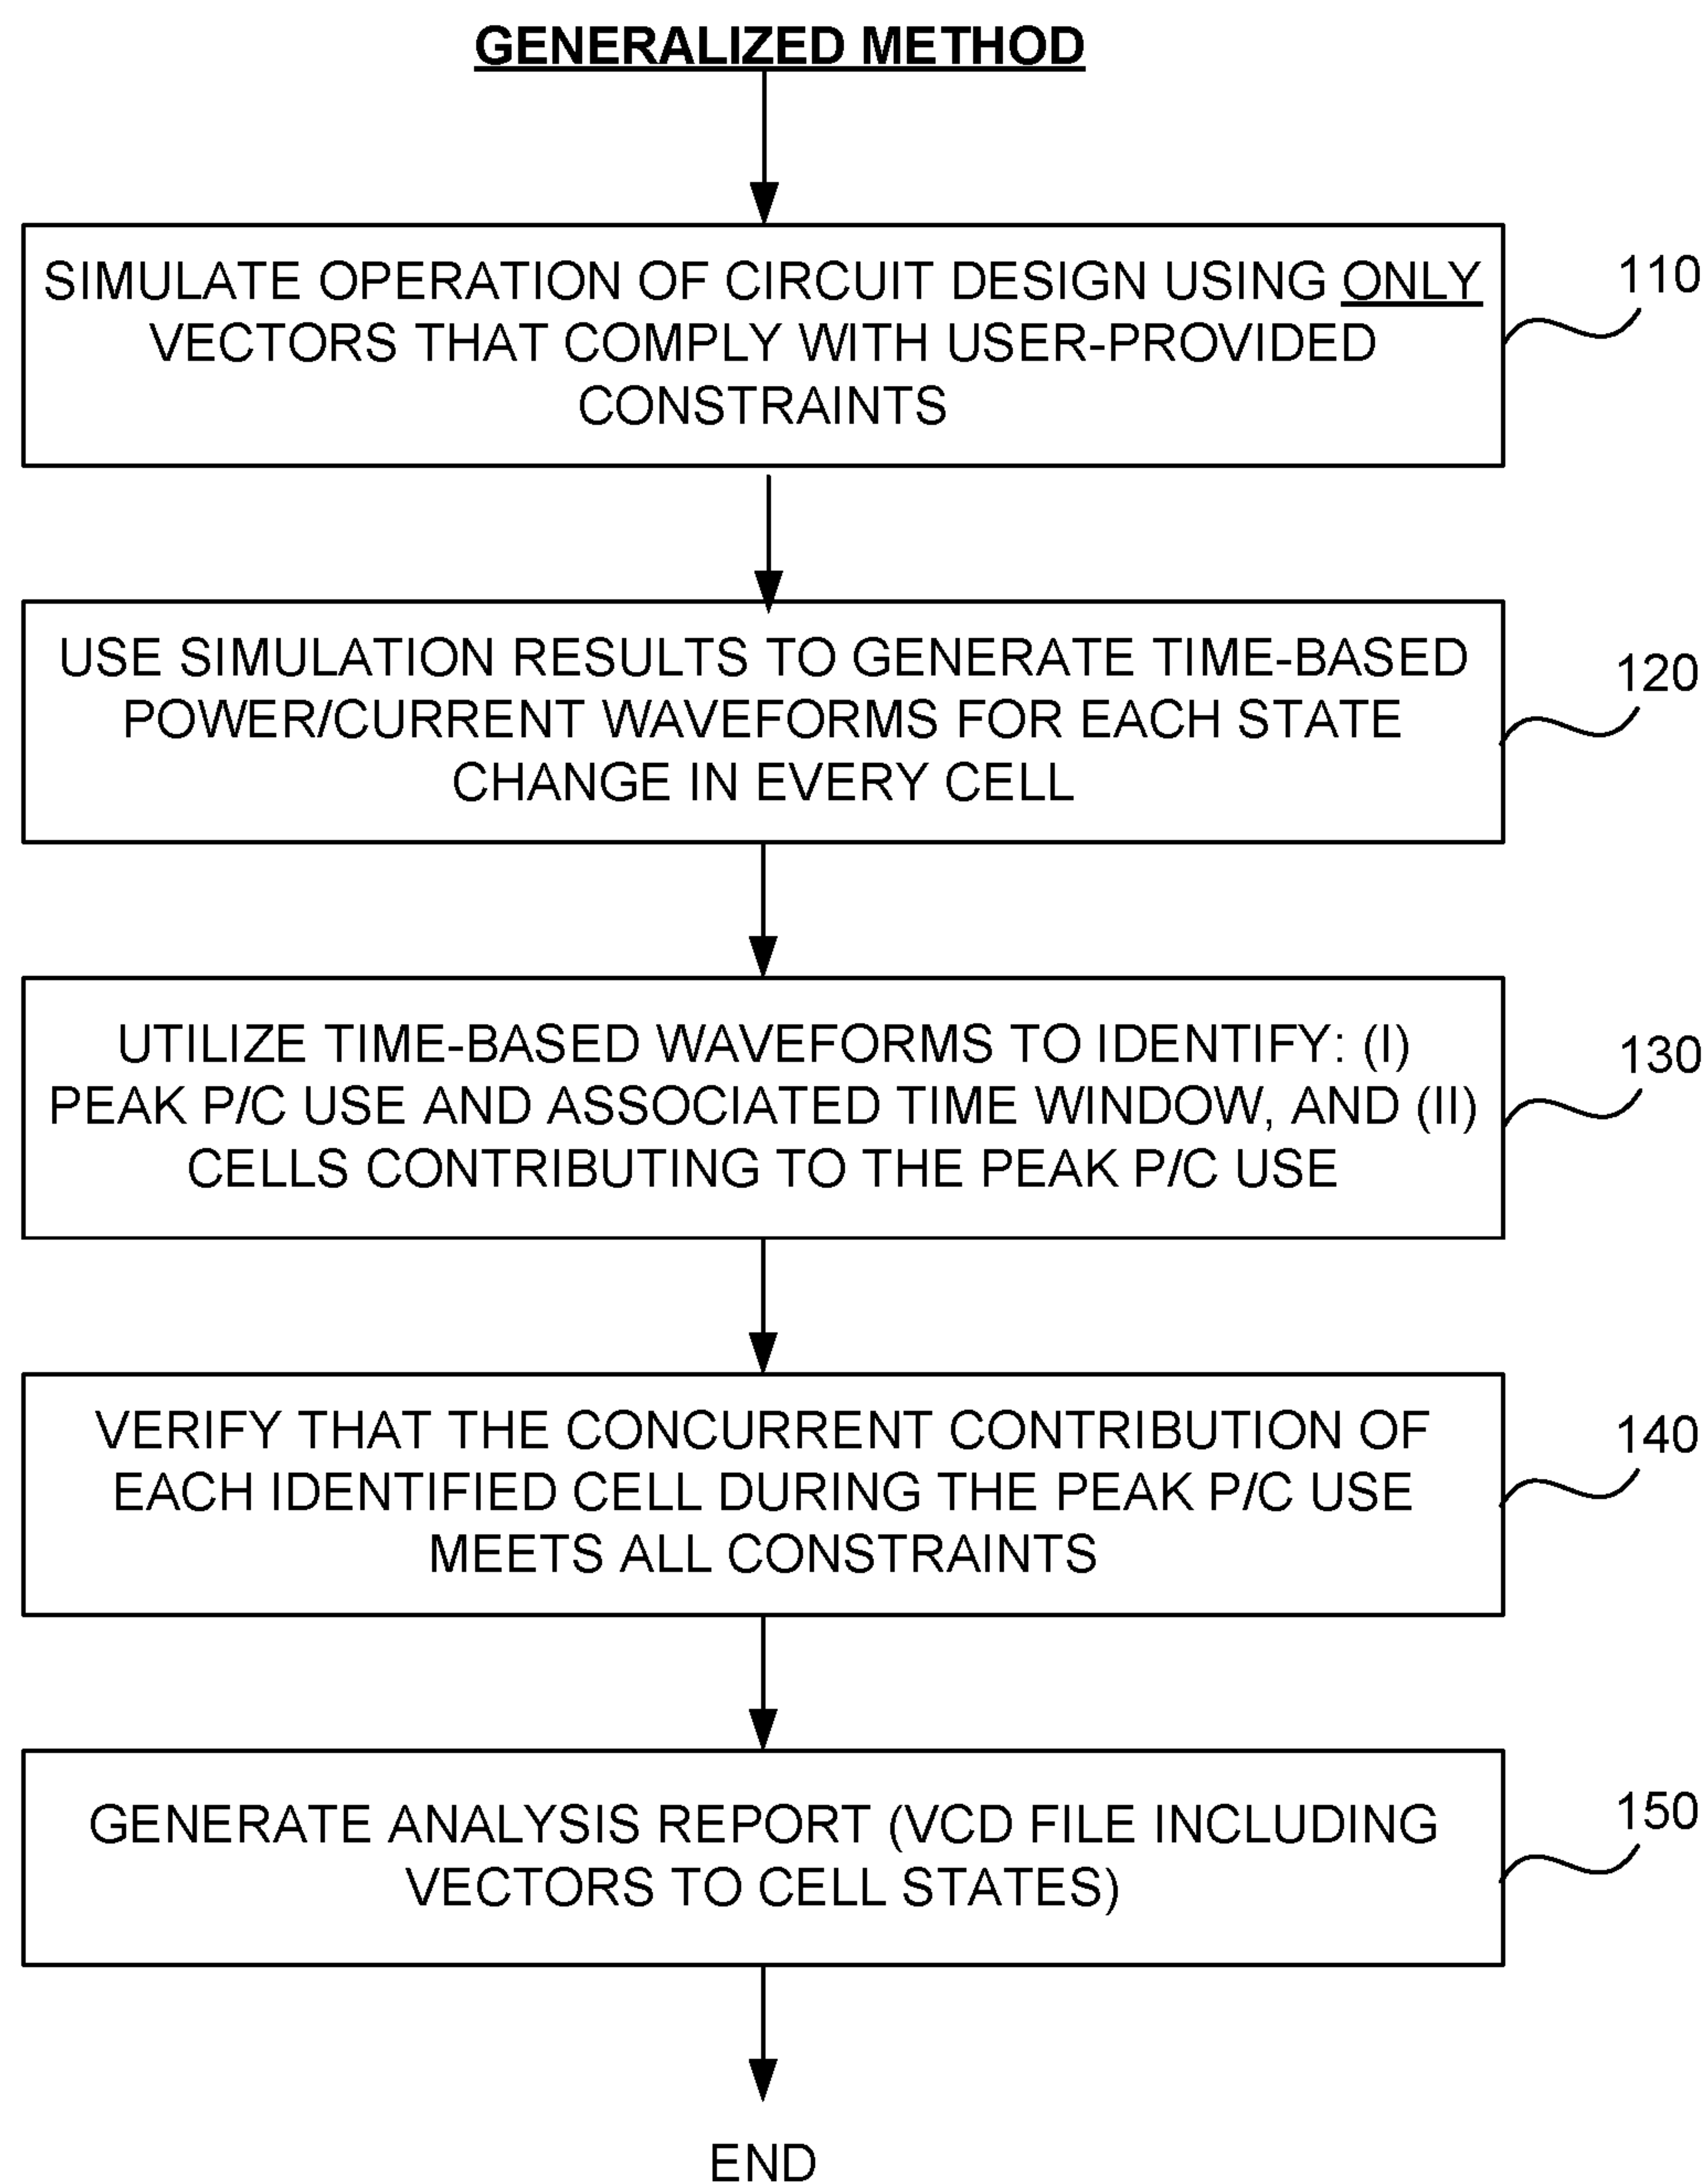 GENERALIZED METHOD
SIMULATE OPERATION OF CIRCUIT DESIGN USING ONLY
VECTORS THAT COMPLY WITH USER-PROVIDED
CONSTRAINTS
110
USE SIMULATION RESULTS TO GENERATE TIME-BASED
POWER/CURRENT WAVEFORMS FOR EACH STATE
CHANGE IN EVERY CELL
120
UTILIZE TIME-BASED WAVEFORMS TO IDENTIFY: (I)
PEAK P/C USE AND ASSOCIATED TIME WINDOW, AND (II)
CELLS CONTRIBUTING TO THE PEAK P/C USE
130
VERIFY THAT THE CONCURRENT CONTRIBUTION OF
EACH IDENTIFIED CELL DURING THE PEAK P/C USE
MEETS ALL CONSTRAINTS
140
GENERATE ANALYSIS REPORT (VCD FILE INCLUDING
VECTORS TO CELL STATES)
150
END